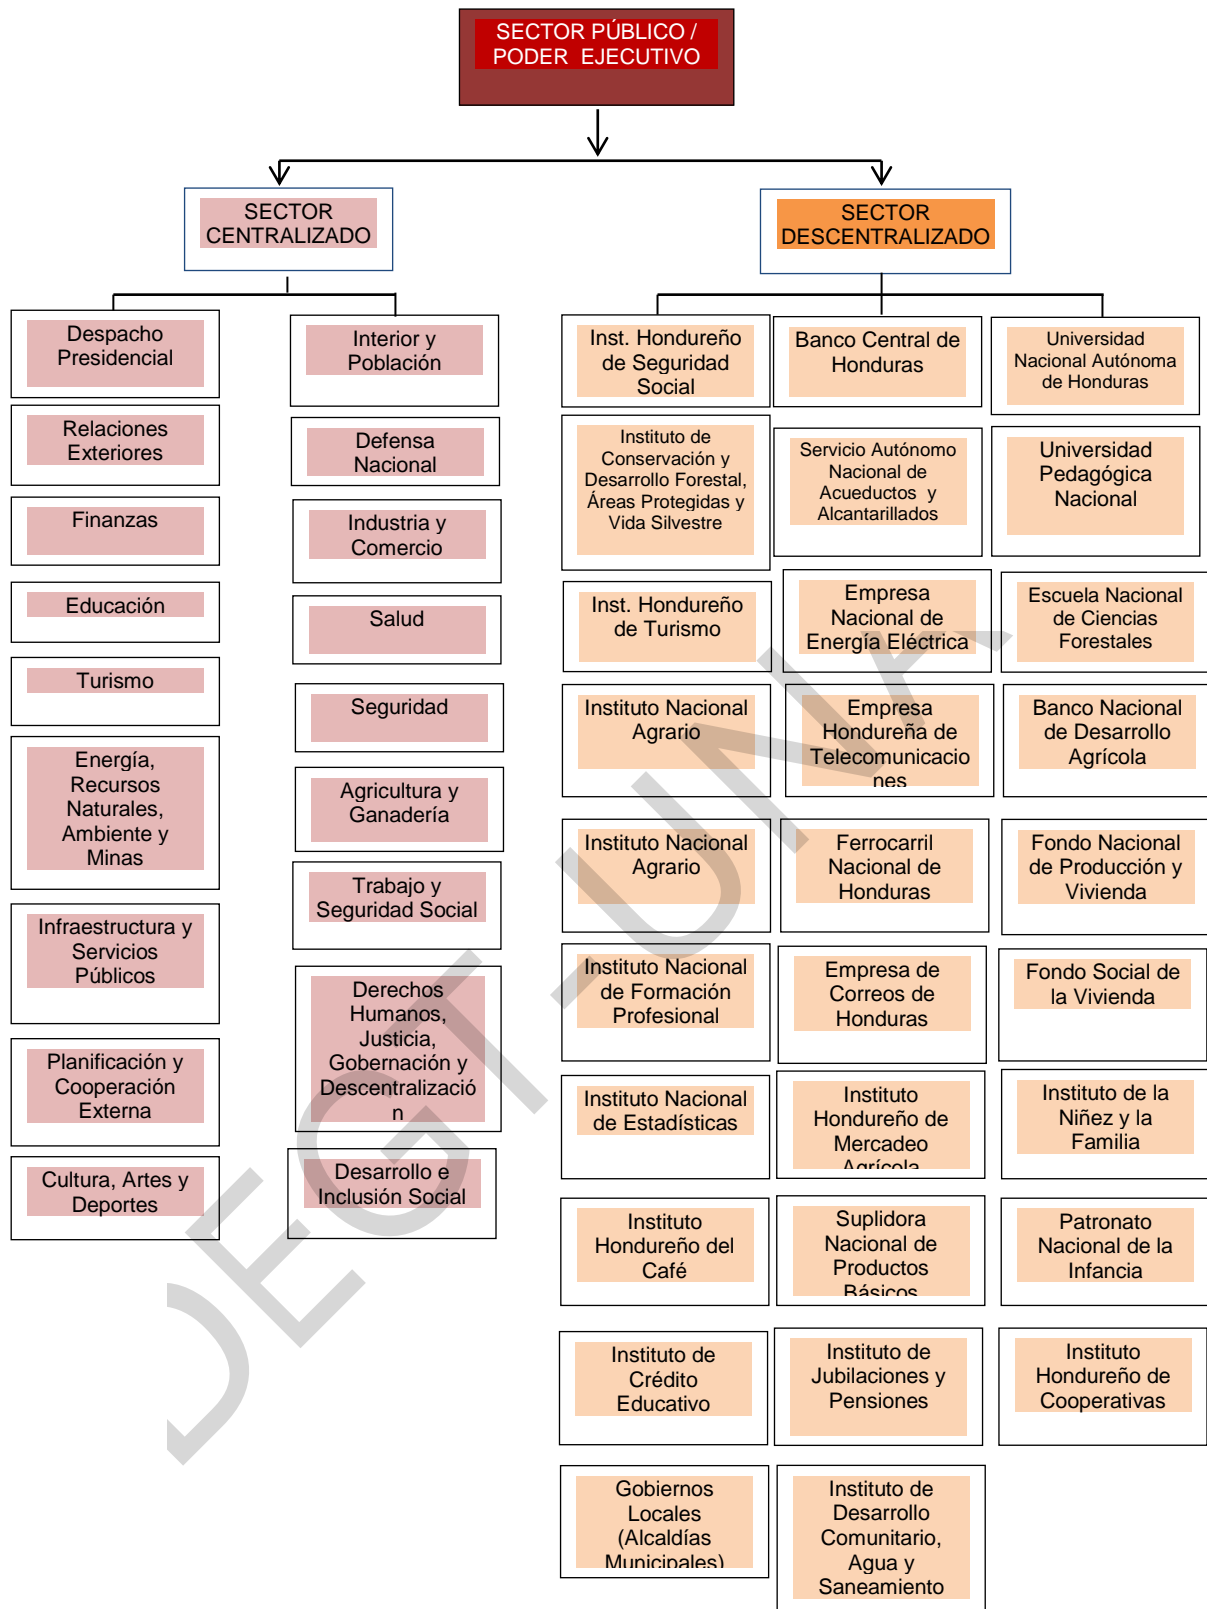 SECTOR PÚBLICO /
PODER EJECUTIVO
SECTOR
CENTRALIZADO
SECTOR
DESCENTRALIZADO
Despacho
Presidencial
Relaciones
Exteriores
Finanzas
Educación
Turismo
Energía,
Recursos
Naturales,
Ambiente y
Minas
Infraestructura y
Servicios
Públicos
Planificación y
Cooperación
Externa
Cultura, Artes y
Deportes
Interior y
Población
Defensa
Nacional
Industria y
Comercio
Salud
Seguridad
Agricultura y
Ganadería
Trabajo y
Seguridad Social
Derechos
Humanos,
Justicia,
Gobernación y
Descentralizació
n
Desarrollo e
Inclusión Social
Inst. Hondureño
de Seguridad
Social
Instituto de
Conservación y
Desarrollo Forestal,
Áreas Protegidas y
Vida Silvestre
Inst. Hondureño
de Turismo
Instituto Nacional
Agrario
Instituto Nacional
Agrario
Instituto Nacional
de Formación
Profesional
Instituto Nacional
de Estadísticas
Instituto
Hondureño del
Café
Instituto de
Crédito
Educativo
Gobiernos
Locales
(Alcaldías
Municipales)
Banco Central de
Honduras
Servicio Autónomo
Nacional de
Acueductos y
Alcantarillados
Empresa
Nacional de
Energía Eléctrica
Empresa
Hondureña de
Telecomunicacio
nes
Ferrocarril
Nacional de
Honduras
Empresa de
Correos de
Honduras
Instituto
Hondureño de
Mercadeo
Agrícola
Suplidora
Nacional de
Productos
Básicos
Instituto de
Jubilaciones y
Pensiones
Instituto de
Desarrollo
Comunitario,
Agua y
Saneamiento
Universidad
Nacional Autónoma
de Honduras
Universidad
Pedagógica
Nacional
Escuela Nacional
de Ciencias
Forestales
Banco Nacional
de Desarrollo
Agrícola
Fondo Nacional
de Producción y
Vivienda
Fondo Social de
la Vivienda
Instituto de la
Niñez y la
Familia
Patronato
Nacional de la
Infancia
Instituto
Hondureño de
Cooperativas